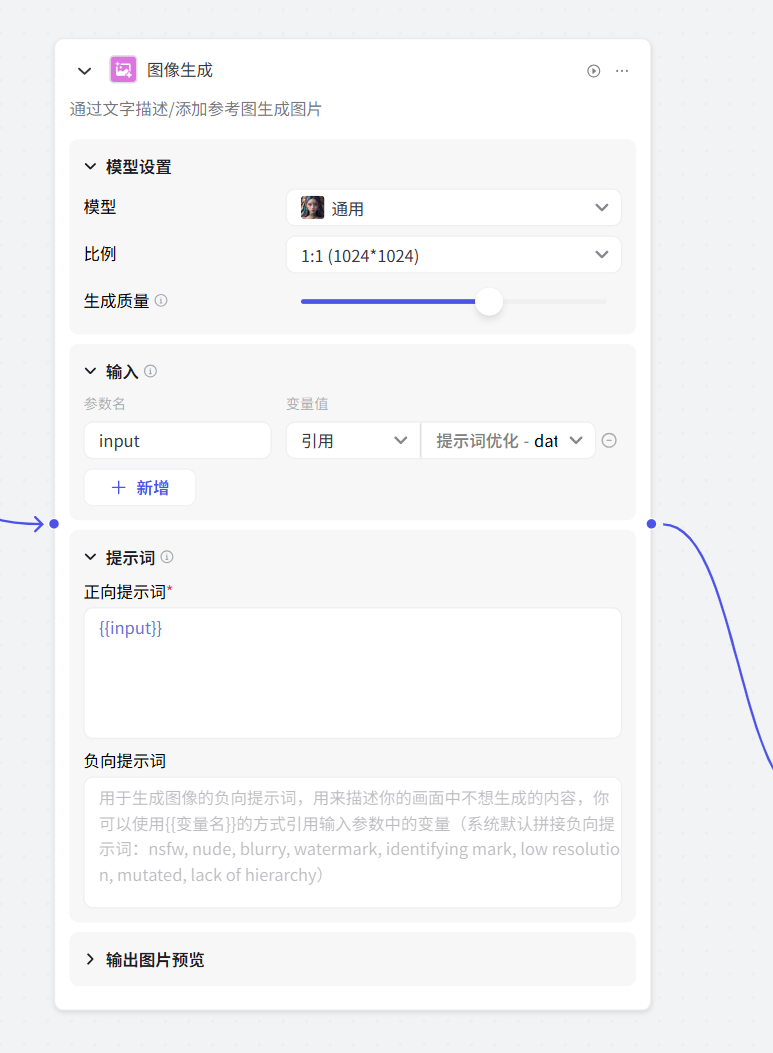 图像生成
通过文字描述/添加参考图生成图片
模型设置
模型 通用
比例 1:1 (1024*1024)
生成质量
输入
参数名 变量值
input 引用 提示词优化 - dat
新增
提示词
正向提示词*
{{input}}
负向提示词
用于生成图像的负向提示词，用来描述你的画面中不想生成的内容，你
可以使用{{变量名}}的方式引用输入参数中的变量（系统默认拼接负向提
示词：nsfw, nude, blurry, watermark, identifying mark, low resolutio
n, mutated, lack of hierarchy）
输出图片预览